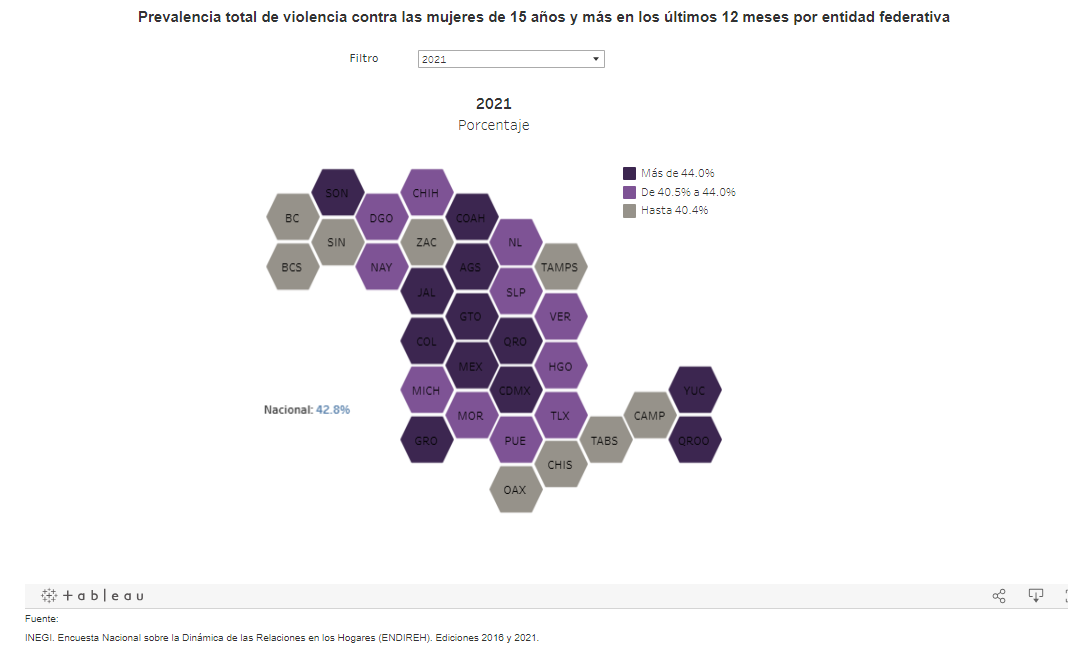 Prevalencia total de violencia contra las mujeres de 15 años y más en los últimos 12 meses por entidad federativa
Filtro 2021
2021
Porcentaje
Más de 44.0%
De 40.5% a 44.0%
Hasta 40.4%
SON CHIH
BC DGO COAH
SIN ZAC NL
BCS NAY AGS TAMPS
JAL SLP
GTO VER
COL QRO
MEX HGO
MICH CDMX YUC
Nacional: 42.8%
MOR TLX CAMP
GRO PUE TABS QROO
CHIS
OAX
+ a b l e a u
Fuente:
INEGI. Encuesta Nacional sobre la Dinámica de las Relaciones en los Hogares (ENDIREH). Ediciones 2016 y 2021.